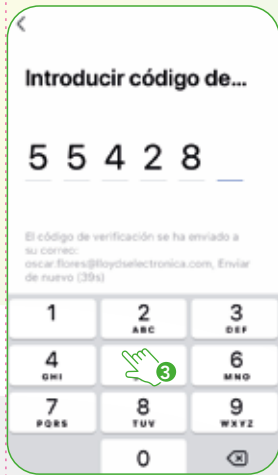 Introducir código de...
5 5 4 2 8
El código de verificación se ha enviado a
su correo:
oscar.flores@lloydselectronica.com, Enviar
de nuevo (39s)
1
2
ABC
3
DEF
4
GHI
3
6
MNO
7
PQRS
8
TUV
9
WXYZ
0